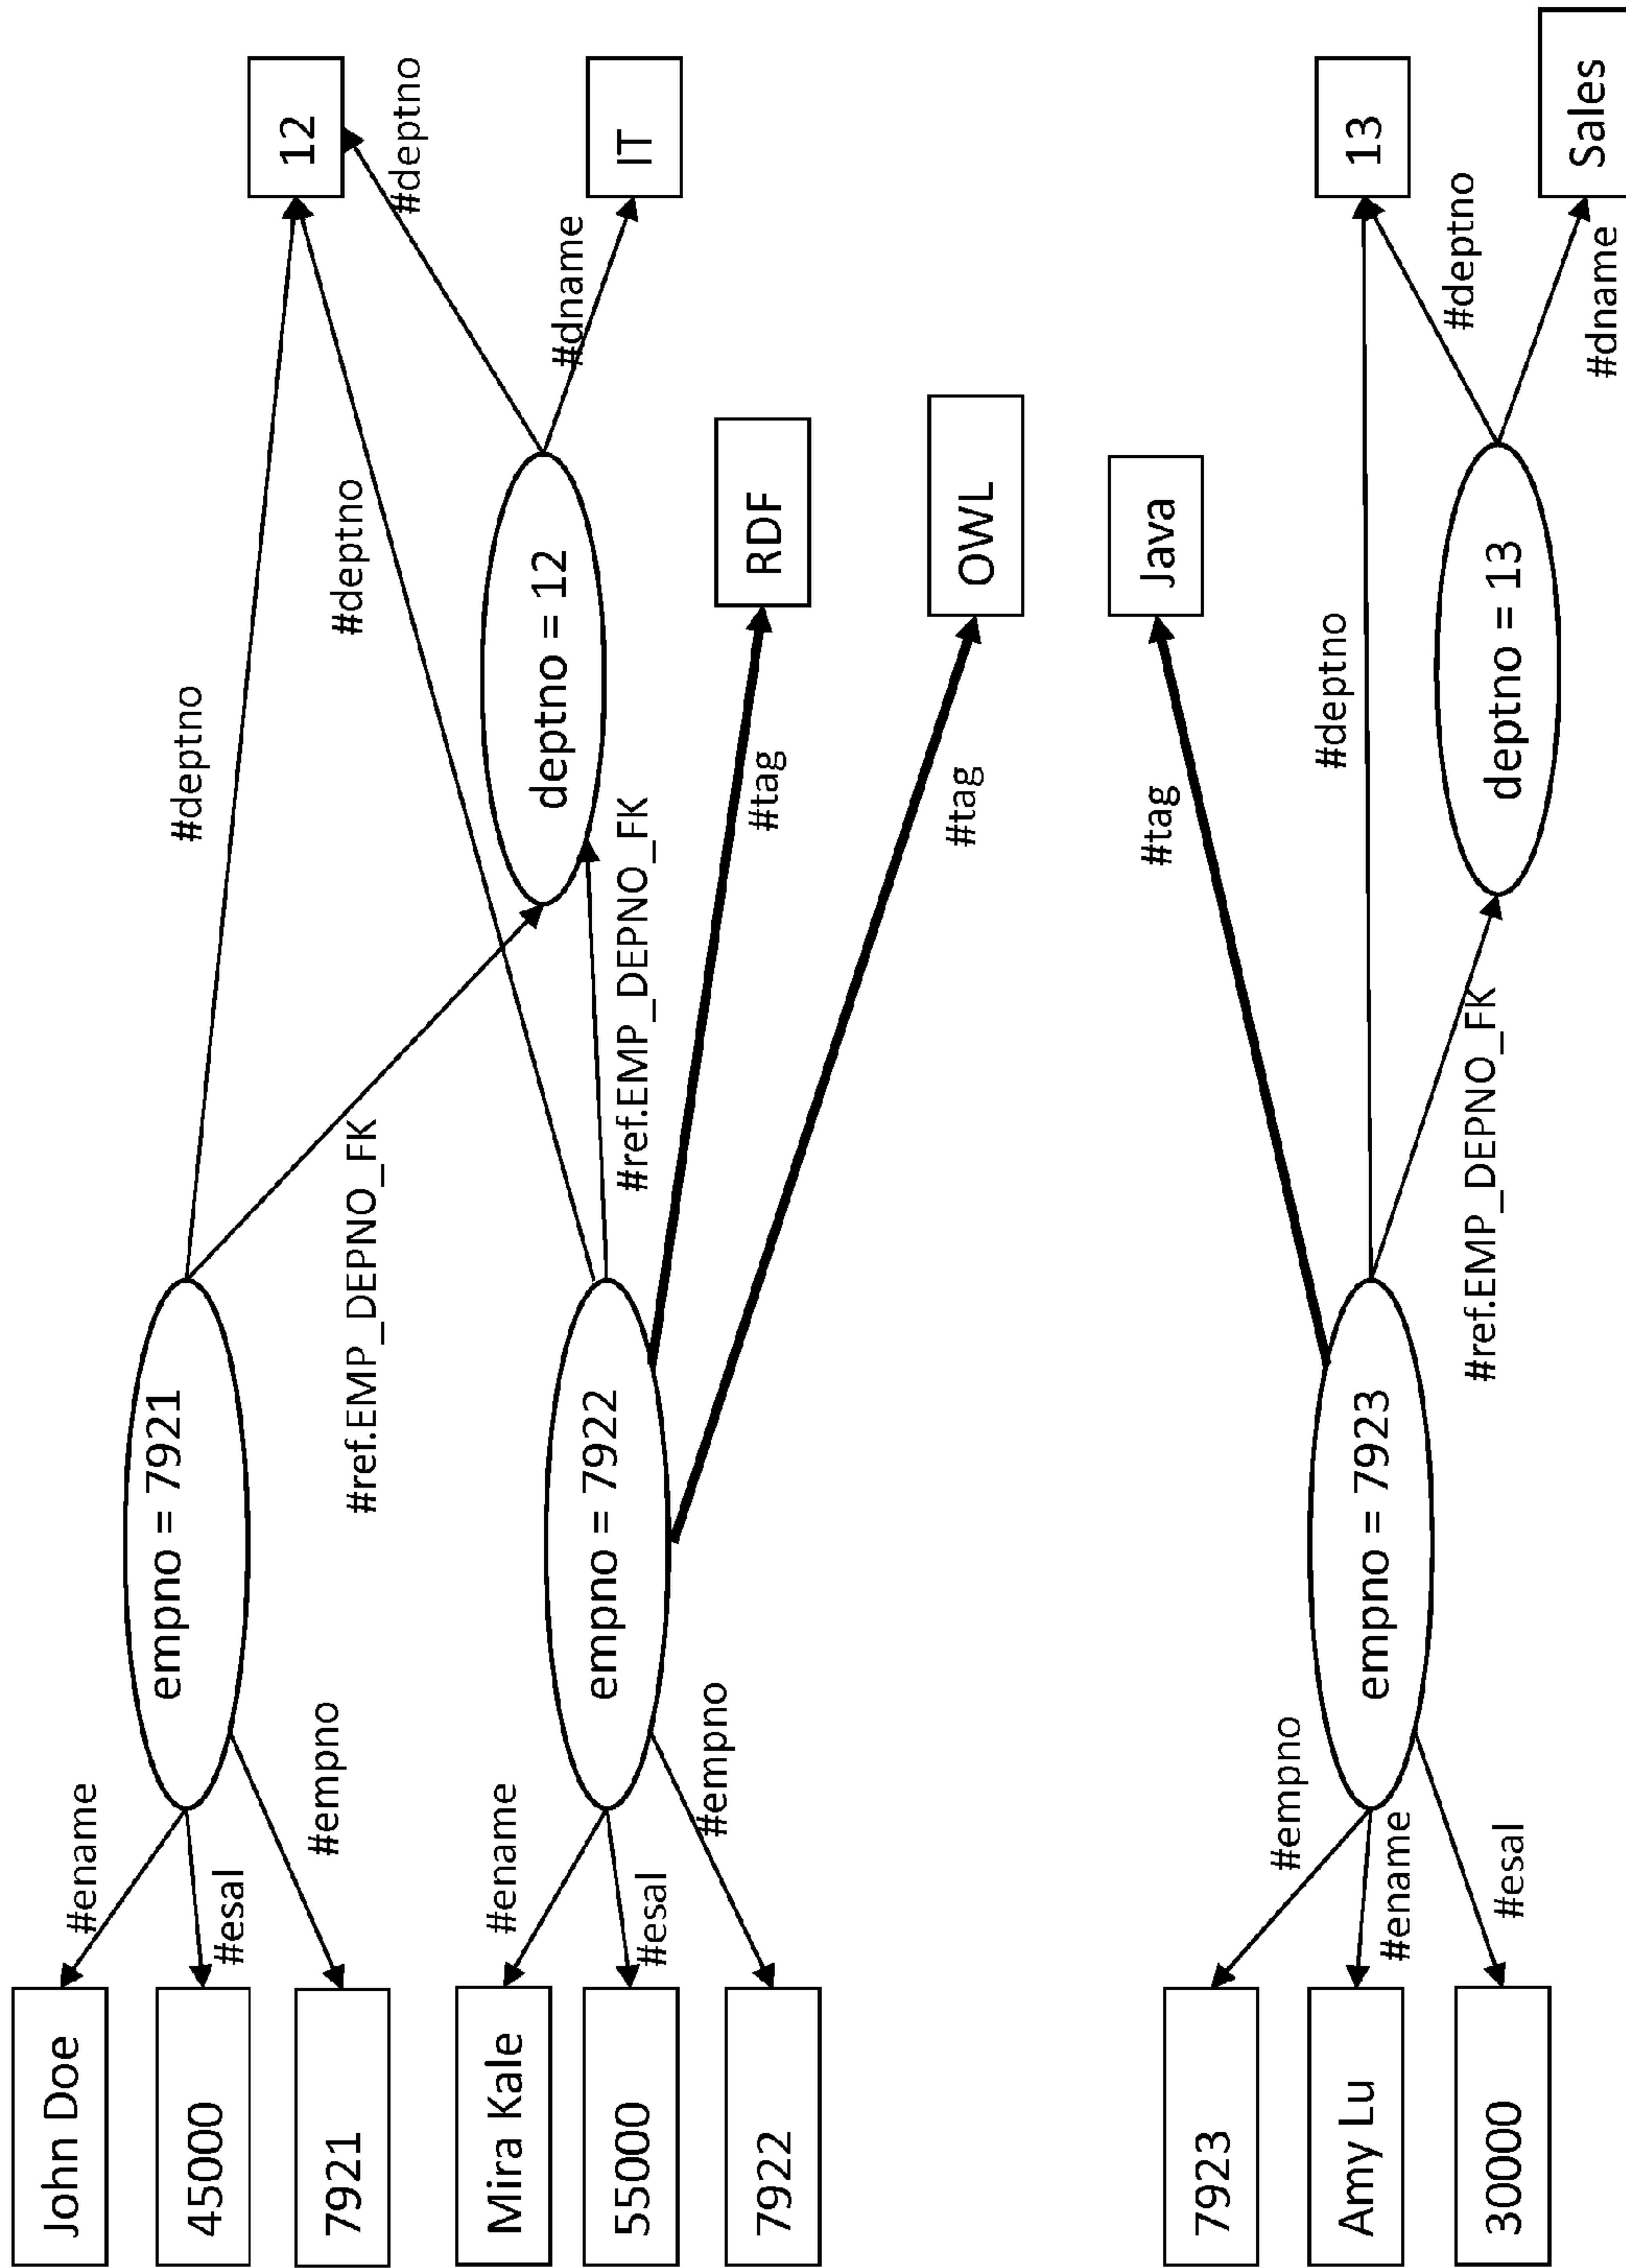 John Doe
45000
7921
#ename
#esal
#empno
empno = 7921
#deptno
#ref.EMP_DEPNO_FK
12
#deptno
#deptno
deptno = 12
#dname
IT
Mira Kale
55000
7922
#ename
#esal
#empno
empno = 7922
#ref.EMP_DEPNO_FK
#tag
RDF
#tag
OWL
7923
Amy Lu
30000
#empno
#ename
#esal
empno = 7923
#tag
Java
#deptno
13
#ref.EMP_DEPNO_FK
deptno = 13
#deptno
#dname
Sales